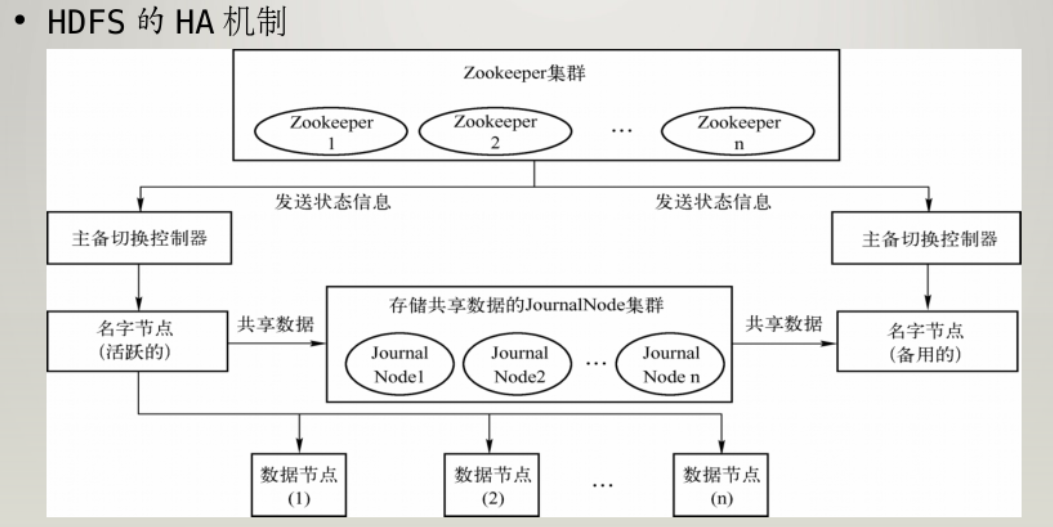 • HDFS 的 HA 机制
Zookeeper集群
Zookeeper
1
Zookeeper
2
…
Zookeeper
n
发送状态信息
发送状态信息
主备切换控制器
主备切换控制器
存储共享数据的JournalNode集群
名字节点
(活跃的)
共享数据
Journal
Node1
Journal
Node2
…
Journal
Node n
共享数据
名字节点
(备用的)
数据节点
(1)
数据节点
(2)
…
数据节点
(n)